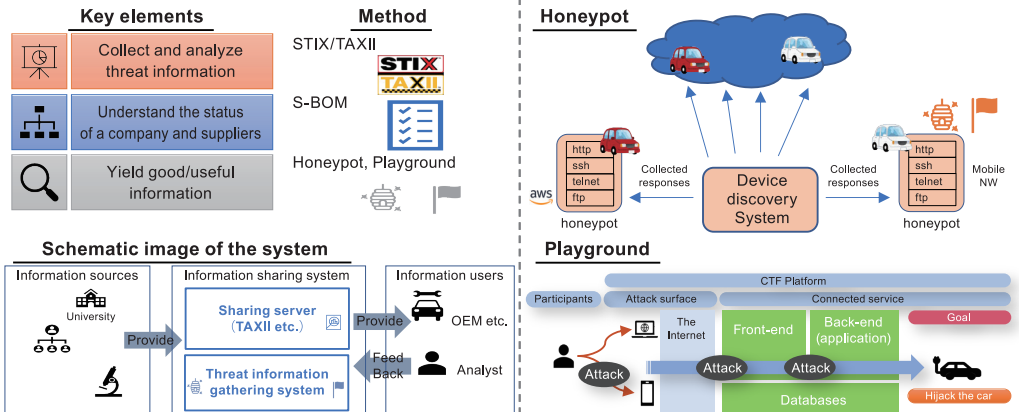 Key elements
Collect and analyze
threat information
Understand the status
of a company and suppliers
Yield good/useful
information
Method
STIX/TAXII
STIX
TAXII
S-BOM
Honeypot, Playground
Schematic image of the system
Information sources
University
Provide
Information sharing system
Sharing server
(TAXII etc.)
Threat information
gathering system
Provide
Feed
Back
Information users
OEM etc.
Analyst
Honeypot
aws
http
ssh
telnet
ftp
honeypot
Collected
responses
Device
discovery
System
Collected
responses
http
ssh
telnet
ftp
honeypot
Mobile
NW
Playground
CTF Platform
Participants
Attack surface
Connected service
The
Internet
Front-end
Back-end
(application)
Goal
Attack
Attack
Attack
Databases
Hijack the car